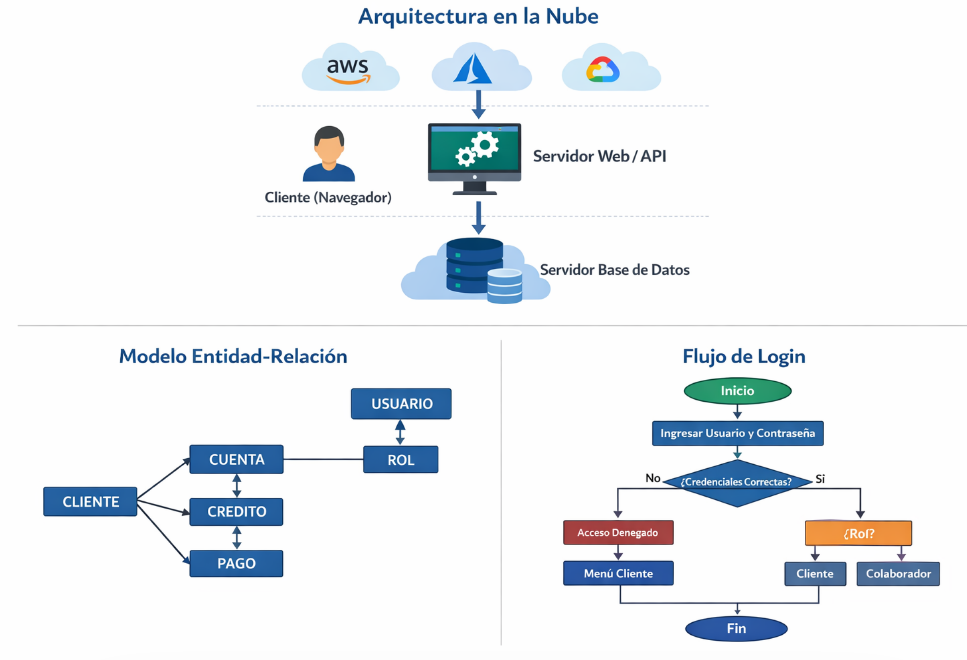 Arquitectura en la Nube
aws
Servidor Web / API
Cliente (Navegador)
Servidor Base de Datos
Modelo Entidad-Relación
USUARIO
CUENTA
ROL
CLIENTE
CREDITO
PAGO
Flujo de Login
Inicio
Ingresar Usuario y Contraseña
No
¿Credenciales Correctas?
Si
Acceso Denegado
¿Rol?
Menú Cliente
Cliente
Colaborador
Fin